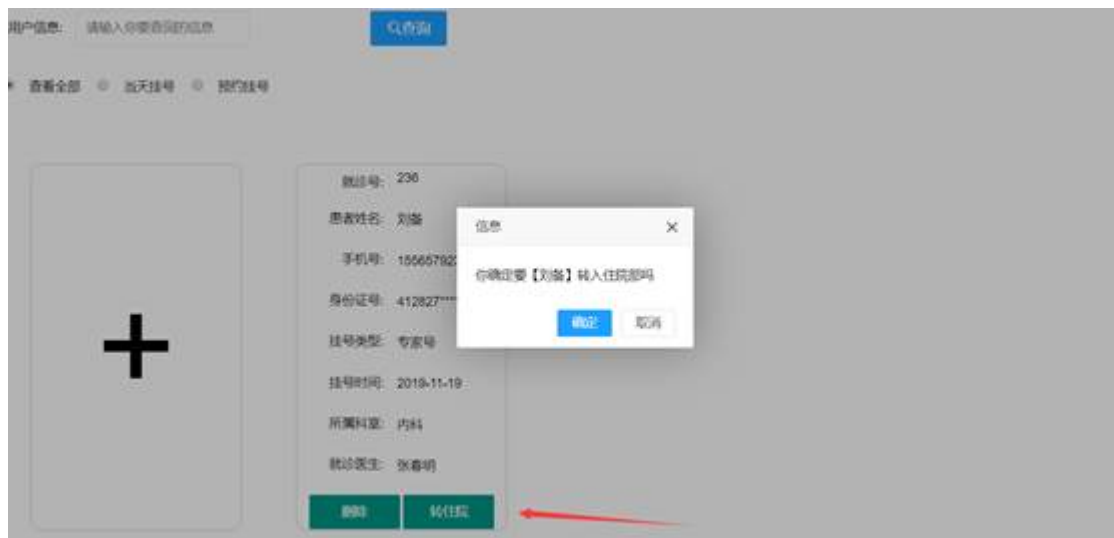 用户信息: 请输入你要查询的信息 查询
查看全部 当天挂号 预约挂号
就诊号: 236
患者姓名: 刘备
手机号: 15565792
身份证号: 412827****
挂号类型: 专家号
挂号时间: 2019-11-19
所属科室: 内科
就诊医生: 张春明
删除 转住院
信息
你确定要【刘备】转入住院部吗
确定 取消